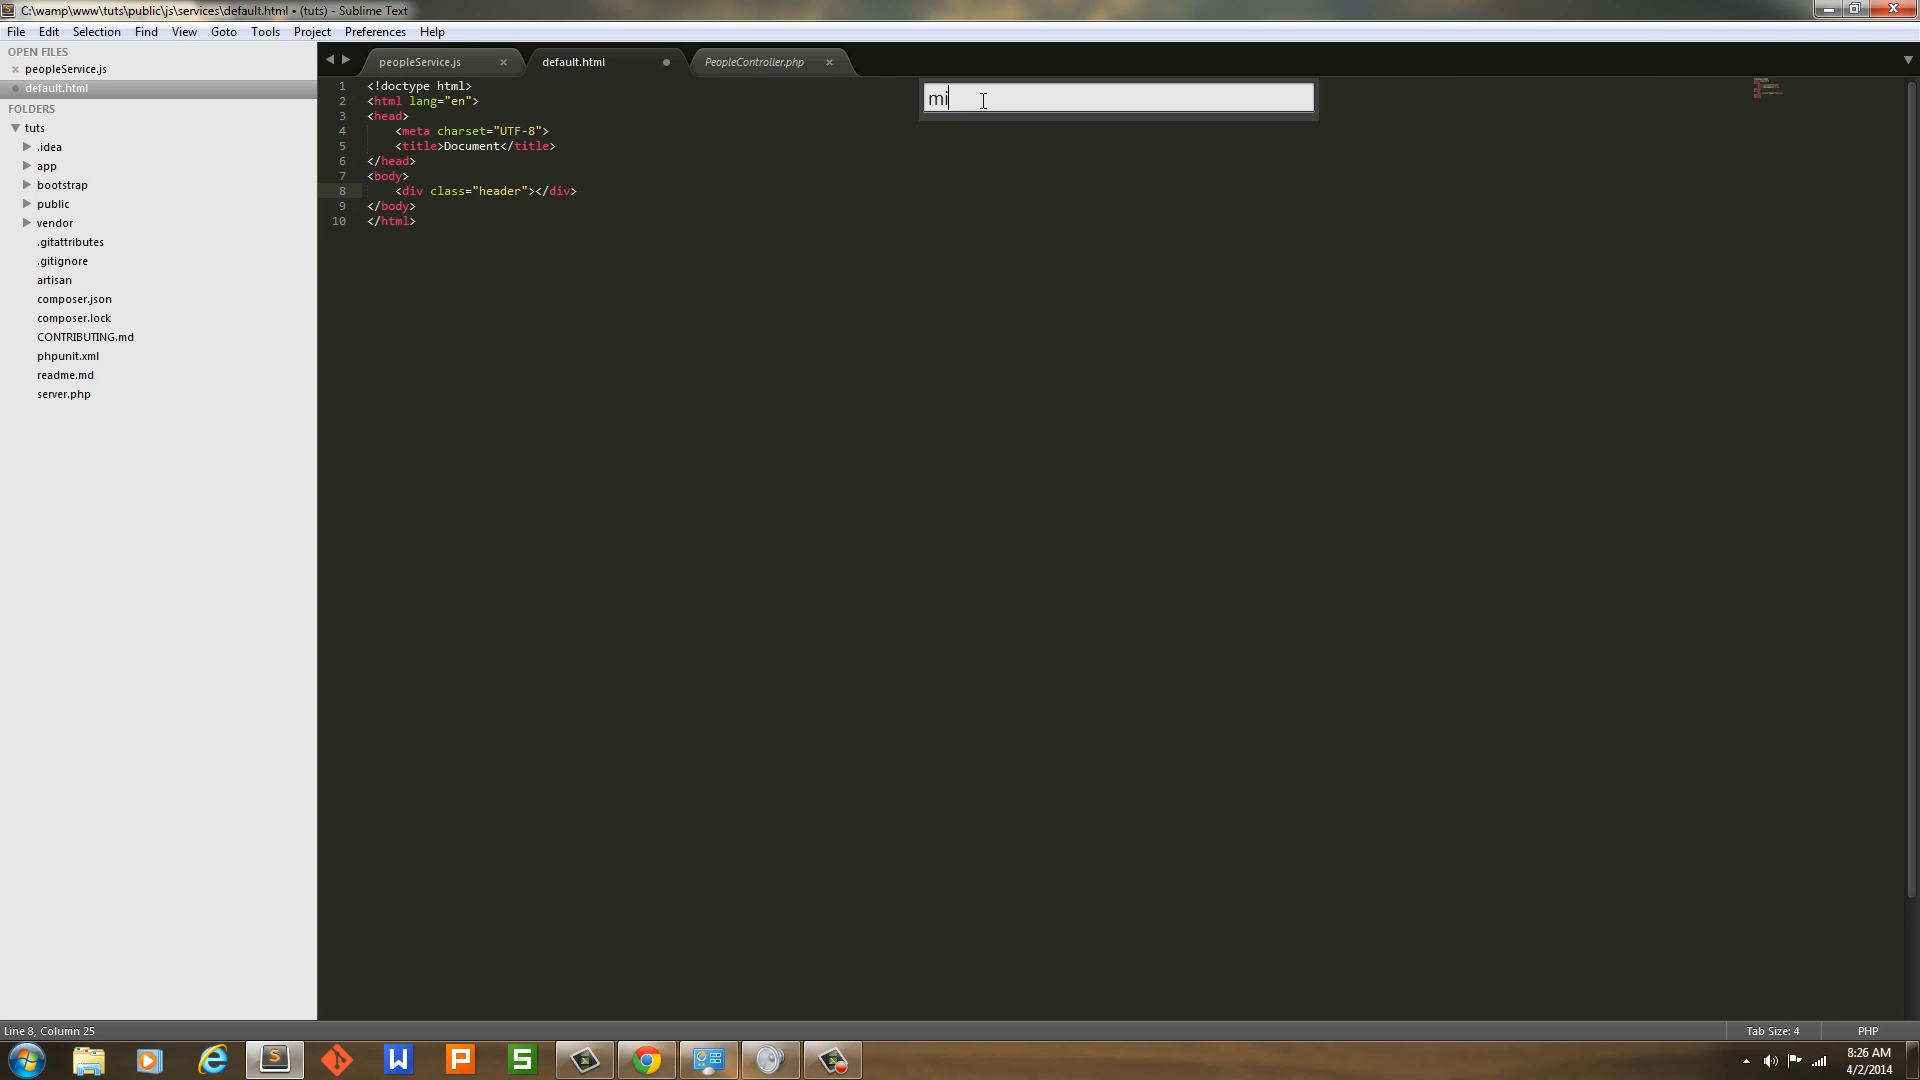 C:\wamp\www\tuts\public\js\services\default.html • (tuts) - Sublime Text
File Edit Selection Find View Goto Tools Project Preferences Help
OPEN FILES
peopleService.js
default.html
FOLDERS
tuts
.idea
app
bootstrap
public
vendor
.gitattributes
.gitignore
artisan
composer.json
composer.lock
CONTRIBUTING.md
phpunit.xml
readme.md
server.php
peopleService.js default.html PeopleController.php
mi
1 <!doctype html>
2 <html lang="en">
3 <head>
4 <meta charset="UTF-8">
5 <title>Document</title>
6 </head>
7 <body>
8 <div class="header"></div>
9 </body>
10 </html>
Line 8, Column 25
Tab Size: 4 PHP
W P S
8:26 AM
4/2/2014